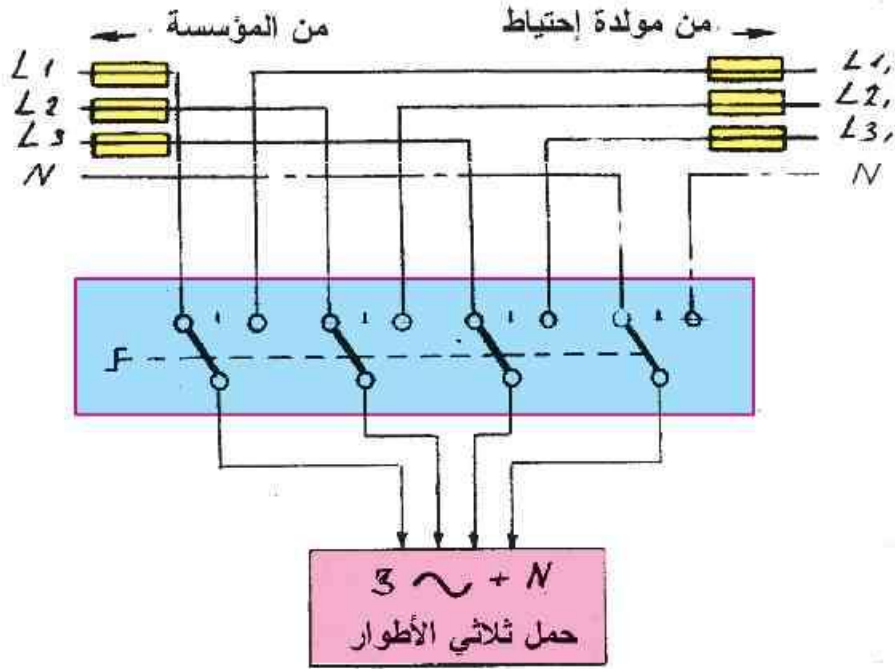 من مولدة إحتياط
من المؤسسة
L1
L2
L3
N
L1,
L2,
L3,
N
3 ~ + N
حمل ثلاثي الأطوار